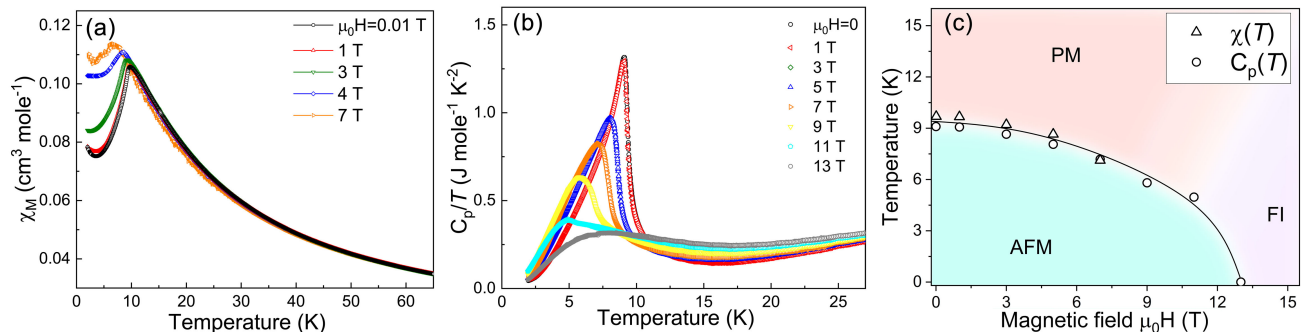 (a)
μ₀H=0.01 T
1 T
3 T
4 T
7 T
0.12
0.10
0.08
0.06
0.04
χM (cm³ mole⁻¹)
0 10 20 30 40 50 60
Temperature (K)
(b)
μ₀H=0
1 T
3 T
5 T
7 T
9 T
11 T
13 T
1.5
1.0
0.5
0.0
Cp/T (J mole⁻¹ K⁻²)
0 5 10 15 20 25
Temperature (K)
(c)
χ(T)
Cp(T)
PM
AFM
FI
15
12
9
6
3
0
Temperature (K)
0 3 6 9 12 15
Magnetic field μ₀H (T)